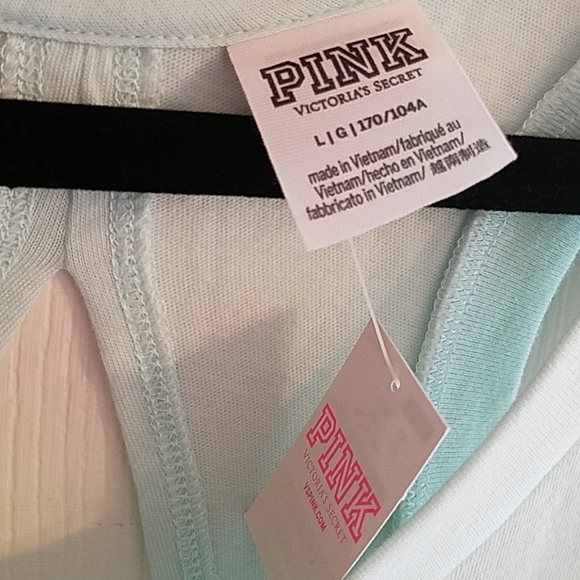 PINK
VICTORIA'S SECRET
L | G | 170/104A
made in Vietnam/fabriqué au
Vietnam/hecho en Vietnam/
fabbricato in Vietnam/ 越南制造
PINK
VICTORIA'S SECRET
VSPINK.COM